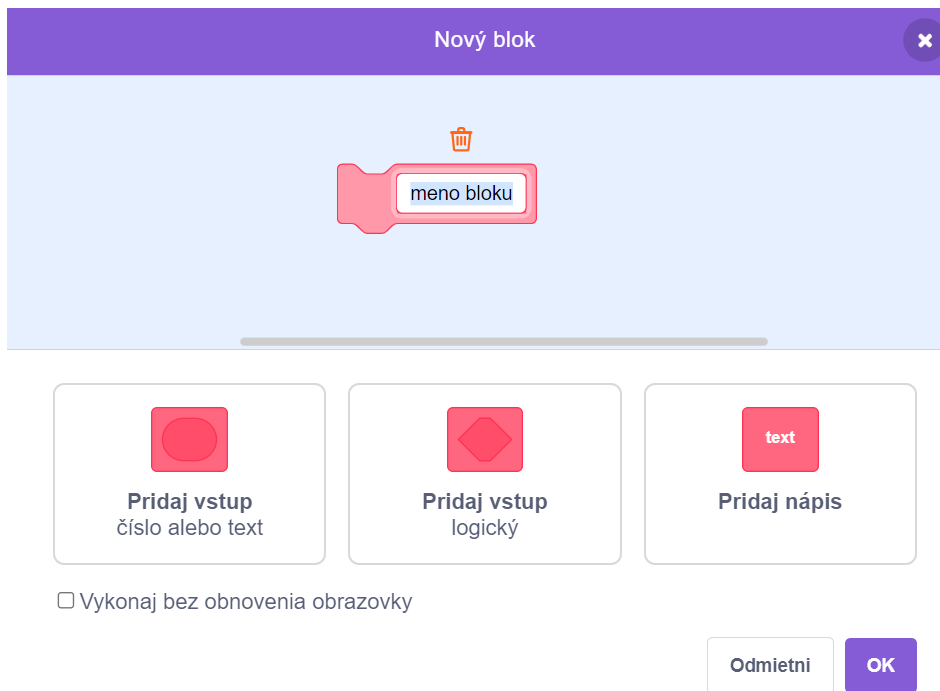 Nový blok
meno bloku
text
Pridaj vstup
číslo alebo text
Pridaj vstup
logický
Pridaj nápis
Vykonaj bez obnovenia obrazovky
Odmietni
OK